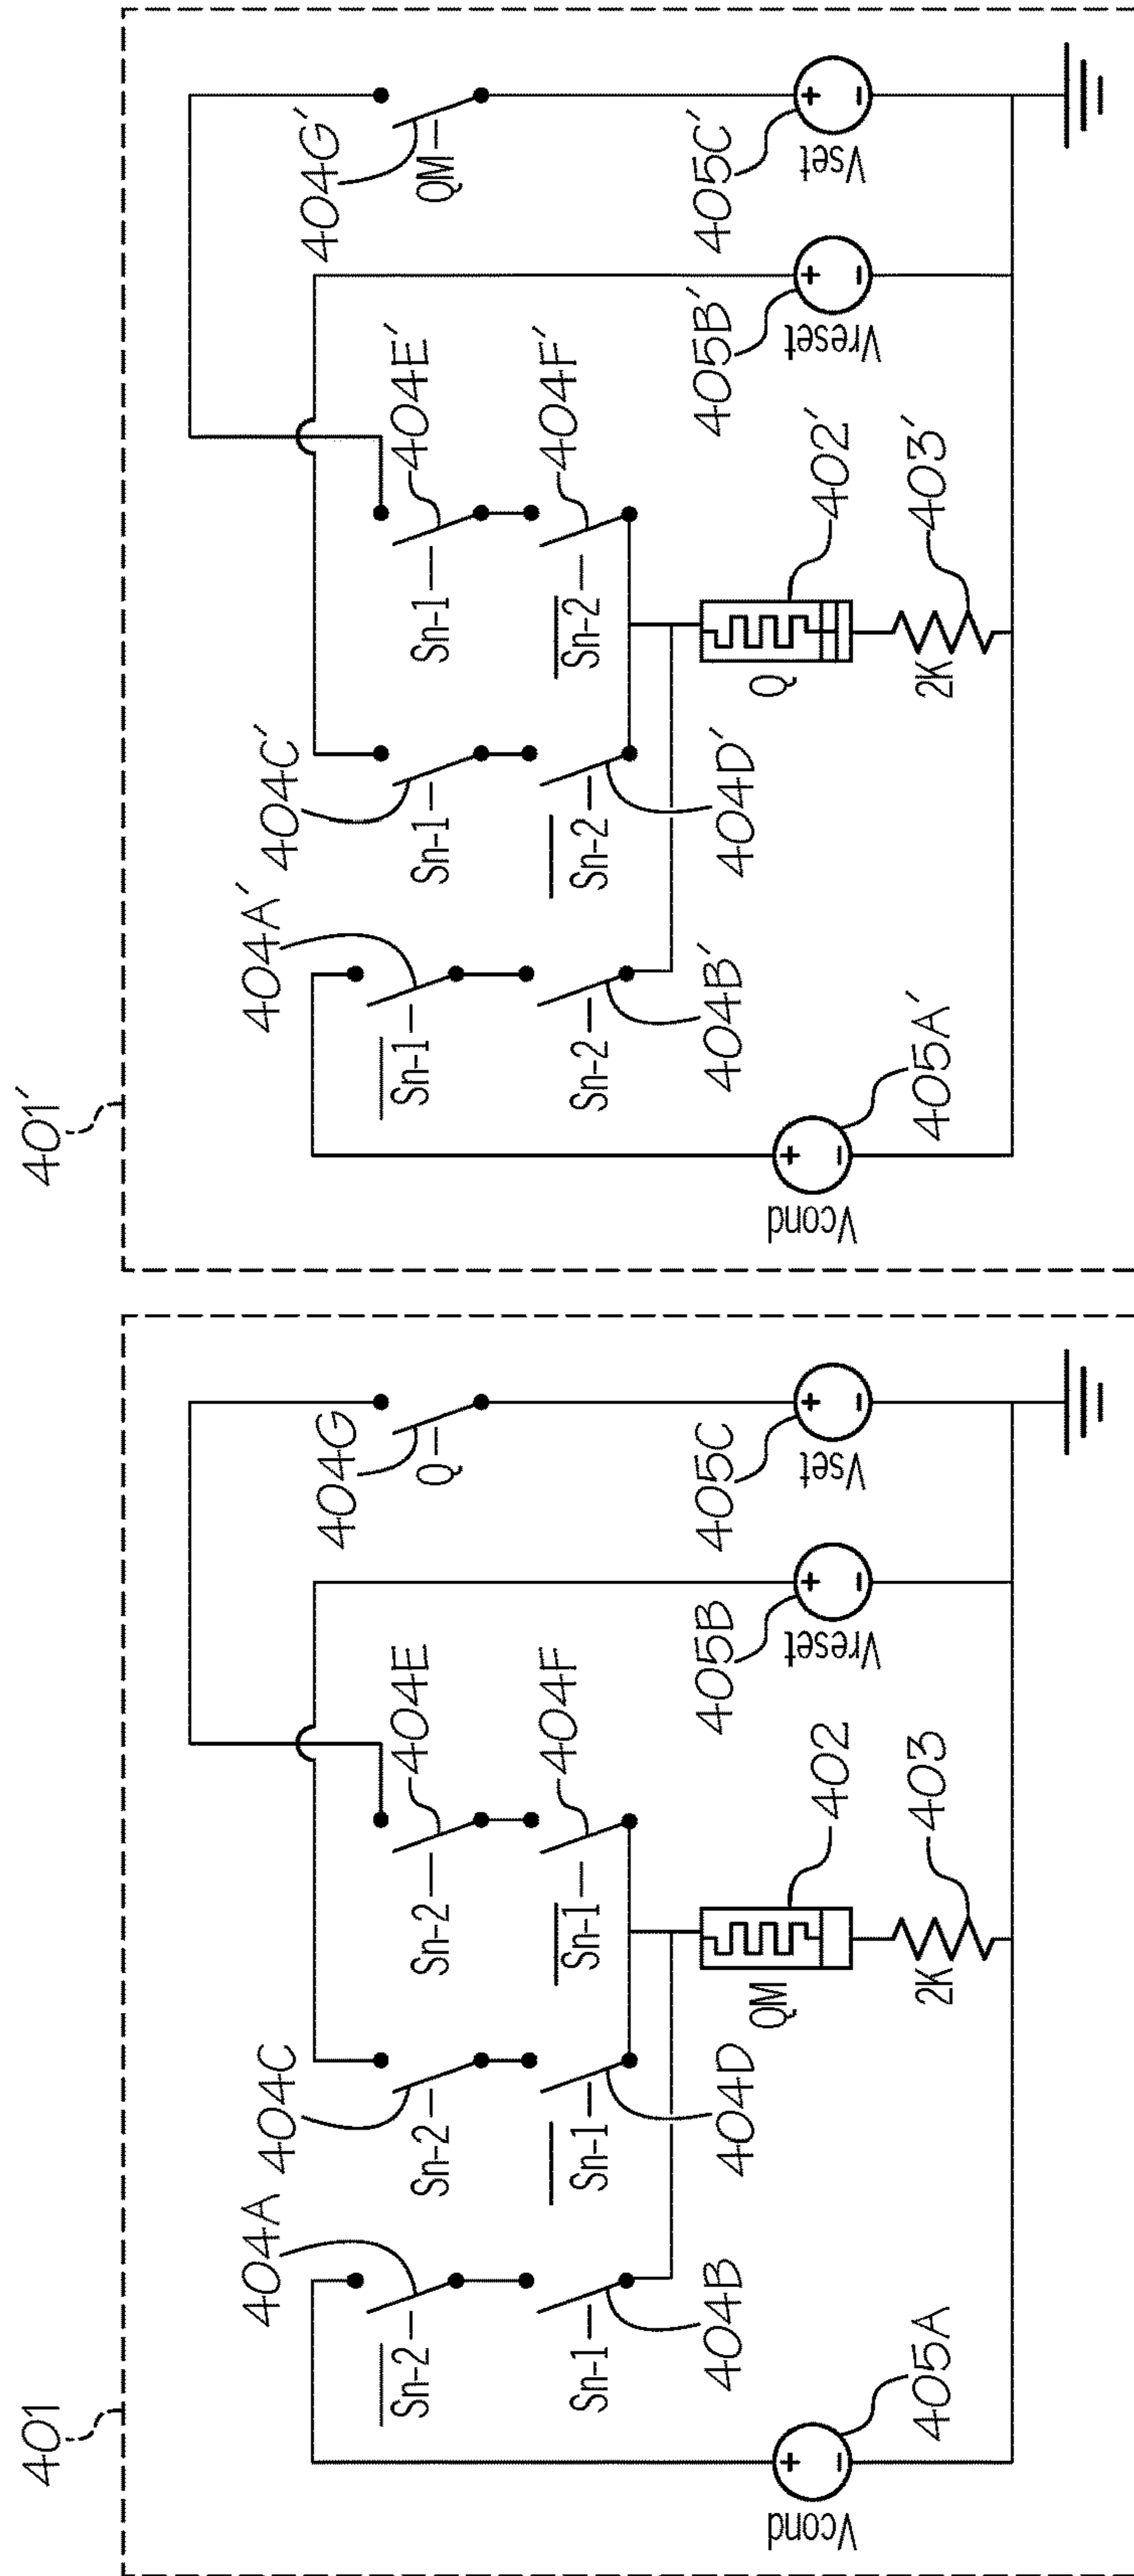 401
404A
404C
404G
Sn-2
Sn-2
Sn-2
404E
Q
Sn-1
Sn-1
Sn-1
404F
404B
404D
QM
402
405B
405C
Vcond
405A
2K
403
Vreset
Vset
401′
404A′
404C′
404G′
Sn-1
Sn-1
Sn-1
404E′
QM
Sn-2
Sn-2
Sn-2
404F′
404B′
404D′
Q
402′
405B′
405C′
Vcond
405A′
2K
403′
Vreset
Vset